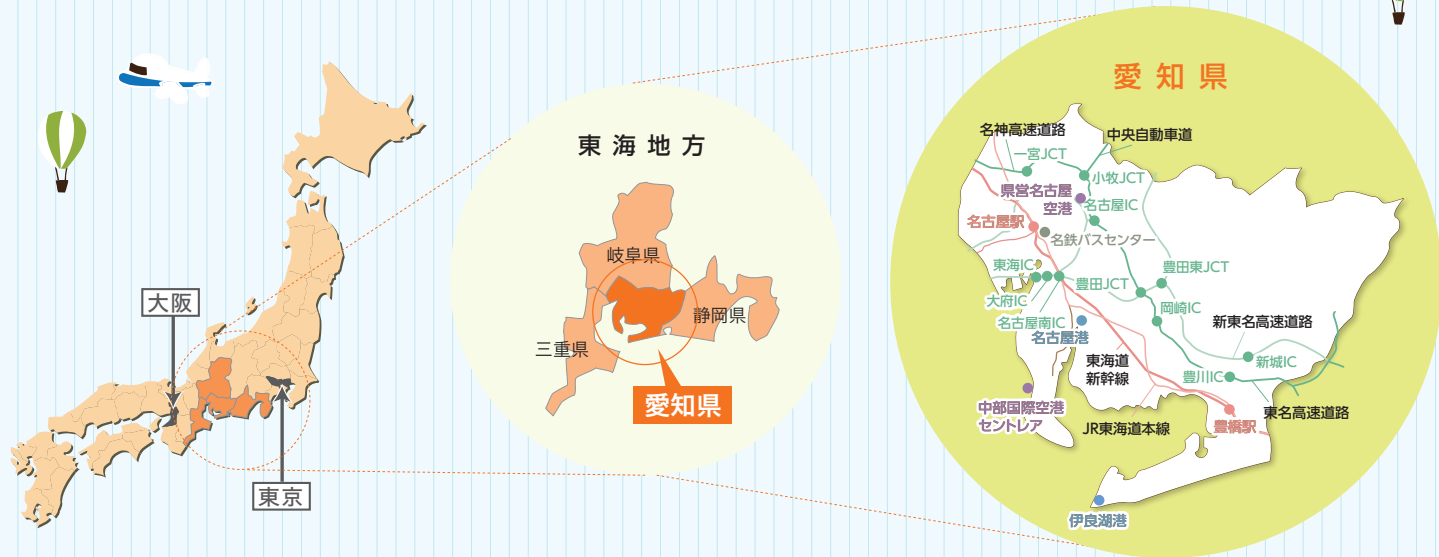 大阪
東京
東海地方
岐阜県
静岡県
三重県
愛知県
愛知県
名神高速道路
中央自動車道
一宮JCT
小牧JCT
県営名古屋
空港
名古屋IC
名古屋駅
名鉄バスセンター
東海IC
豊田東JCT
豊田JCT
大府IC
岡崎IC
名古屋南IC
新東名高速道路
名古屋港
東海道
新幹線
新城IC
豊川IC
中部国際空港
セントレア
東名高速道路
JR東海道本線
豊橋駅
伊良湖港